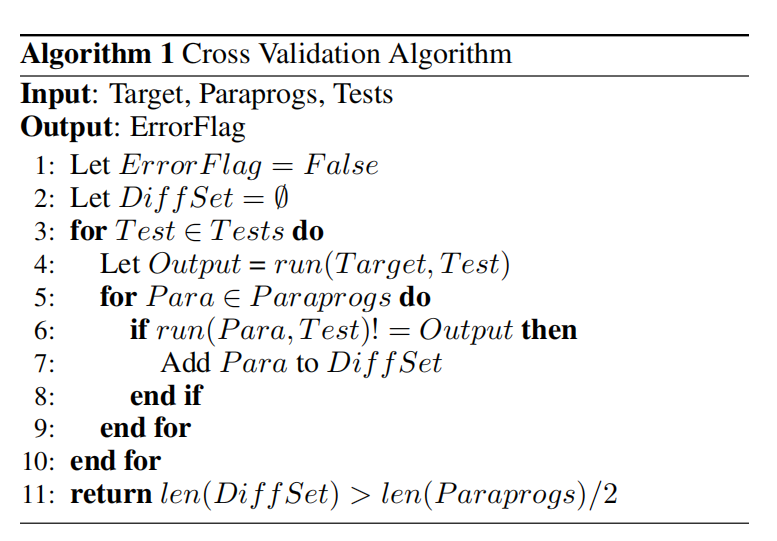 Algorithm 1 Cross Validation Algorithm
Input: Target, Paraprogs, Tests
Output: ErrorFlag
1: Let ErrorFlag = False
2: Let DiffSet = ∅
3: for Test ∈ Tests do
4: Let Output = run(Target, Test)
5: for Para ∈ Paraprogs do
6: if run(Para, Test)! = Output then
7: Add Para to DiffSet
8: end if
9: end for
10: end for
11: return len(DiffSet) > len(Paraprogs)/2